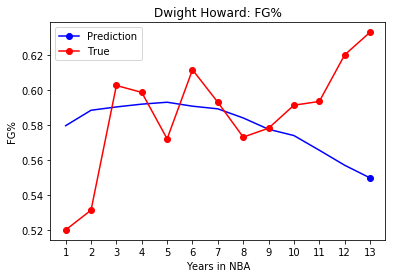 Dwight Howard: FG%
Prediction
True
FG%
0.62
0.60
0.58
0.56
0.54
0.52
1 2 3 4 5 6 7 8 9 10 11 12 13
Years in NBA